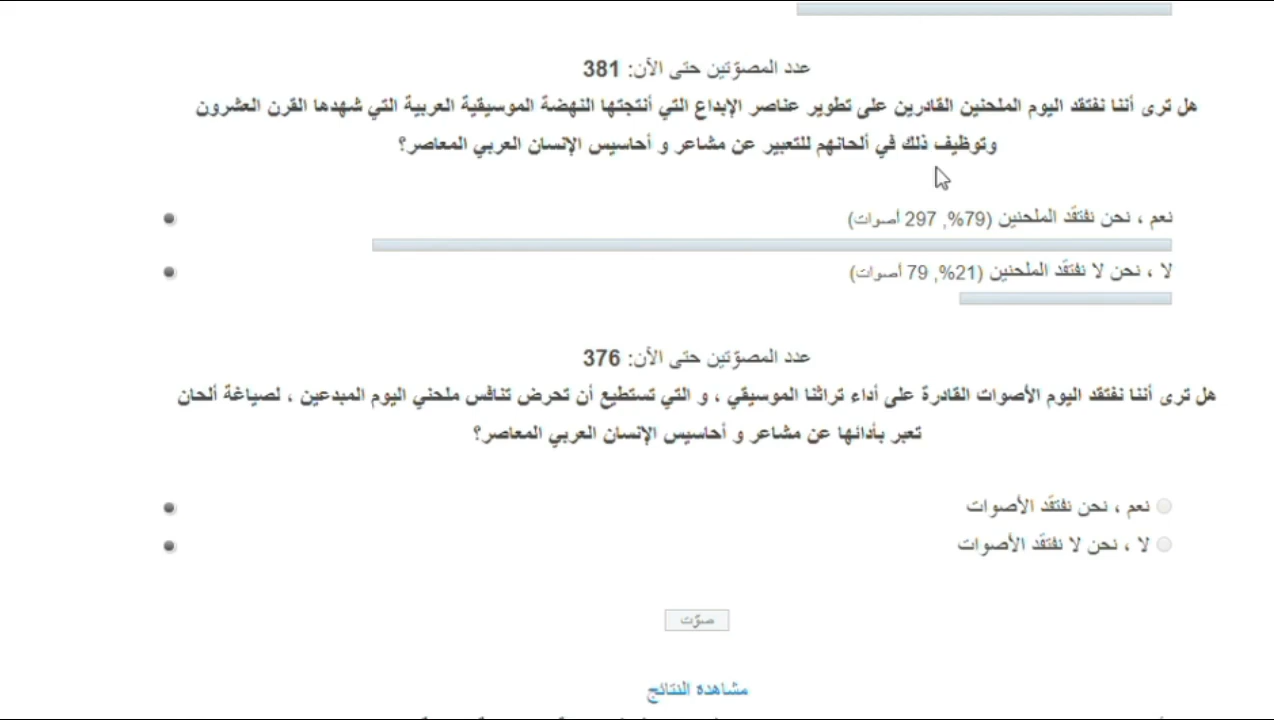 عدد المصوّتين حتى الآن: 381
هل ترى أننا نفتقد اليوم الملحنين القادرين على تطوير عناصر الإبداع التي أنتجتها النهضة الموسيقية العربية التي شهدها القرن العشرون
وتوظيف ذلك في ألحانهم للتعبير عن مشاعر و أحاسيس الإنسان العربي المعاصر؟
نعم ، نحن نفتقد الملحنين (79%, 297 أصوات)
لا ، نحن لا نفتقد الملحنين (21%, 79 أصوات)
عدد المصوّتين حتى الآن: 376
هل ترى أننا نفتقد اليوم الأصوات القادرة على أداء تراثنا الموسيقي ، و التي تستطيع أن تحرض تنافس ملحني اليوم المبدعين ، لصياغة ألحان
تعبر بأدائها عن مشاعر و أحاسيس الإنسان العربي المعاصر؟
نعم ، نحن نفتقد الأصوات
لا ، نحن لا نفتقد الأصوات
صوّت
مشاهدة النتائج